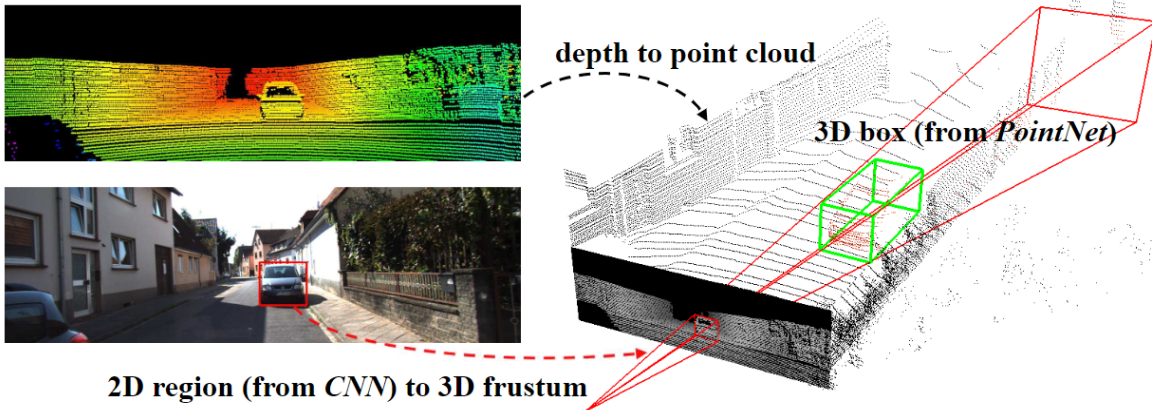 depth to point cloud
3D box (from PointNet)
2D region (from CNN) to 3D frustum